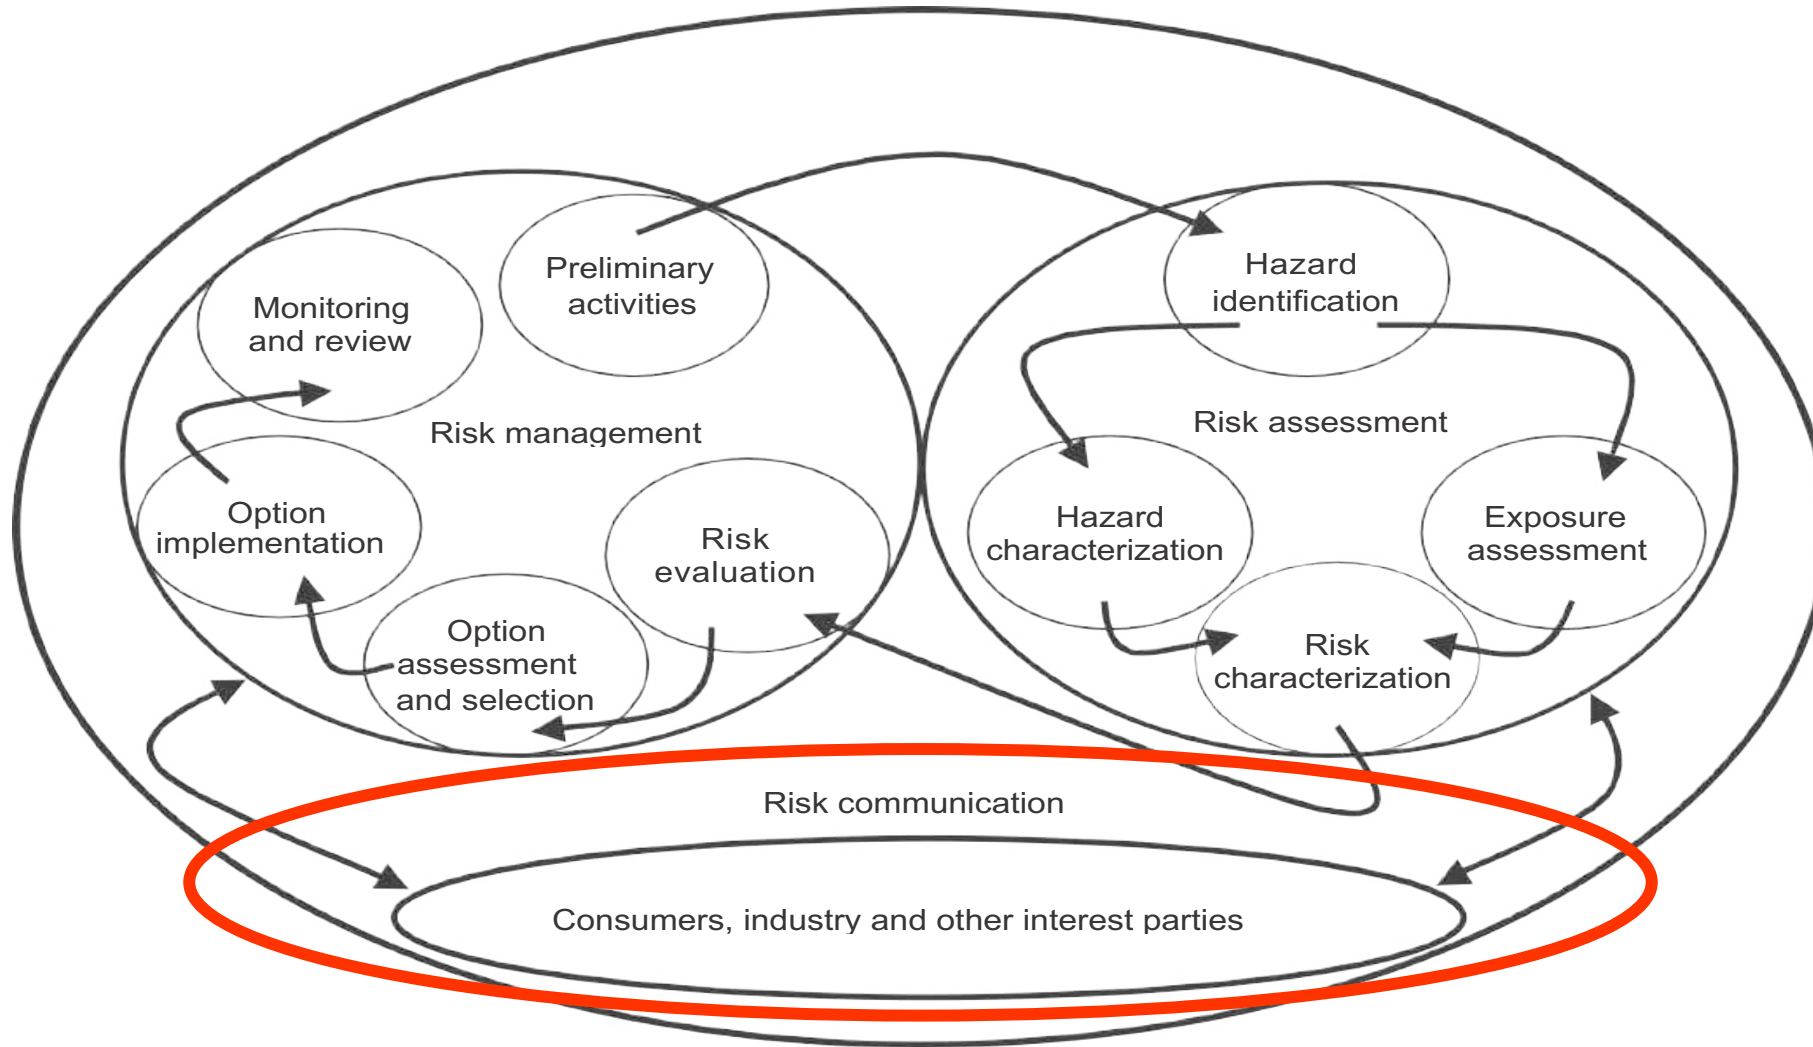 Preliminary
activities
Monitoring
and review
Risk management
Option
implementation
Risk
evaluation
Option
assessment
and selection
Hazard
identification
Risk assessment
Hazard
characterization
Exposure
assessment
Risk
characterization
Risk communication
Consumers, industry and other interest parties